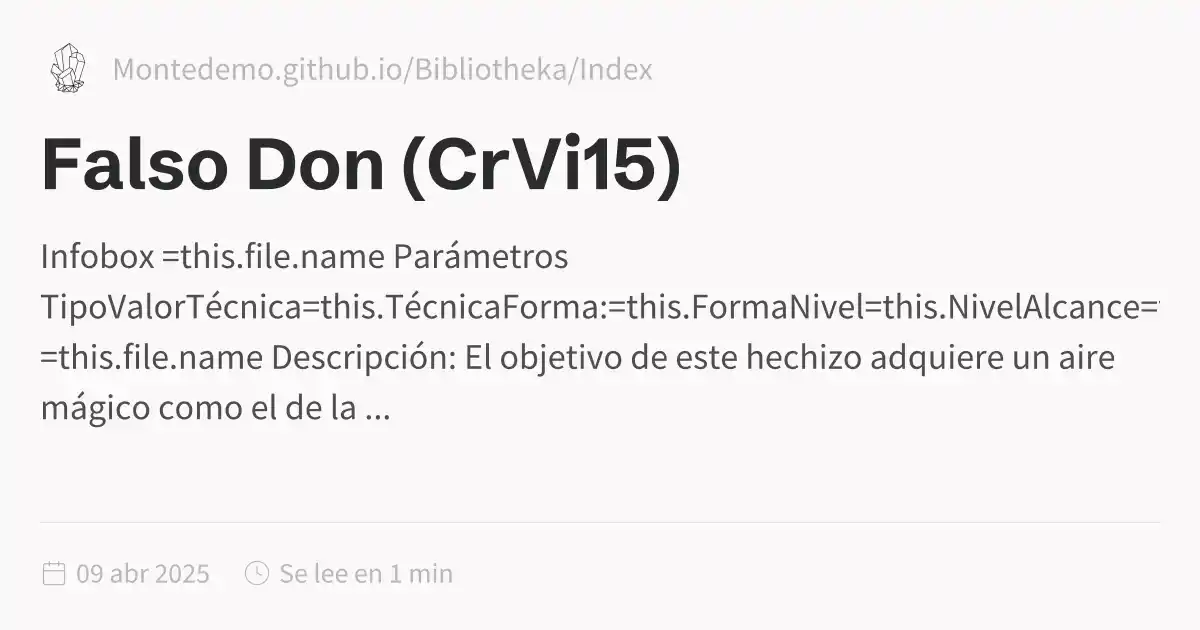 Montedemo.github.io/Bibliotheka/Index
Falso Don (CrVi15)
Infobox =this.file.name Parámetros
TipoValorTécnica=this.TécnicaForma:=this.FormaNivel=this.NivelAlcance=
=this.file.name Descripción: El objetivo de este hechizo adquiere un aire
mágico como el de la ...
09 abr 2025
Se lee en 1 min